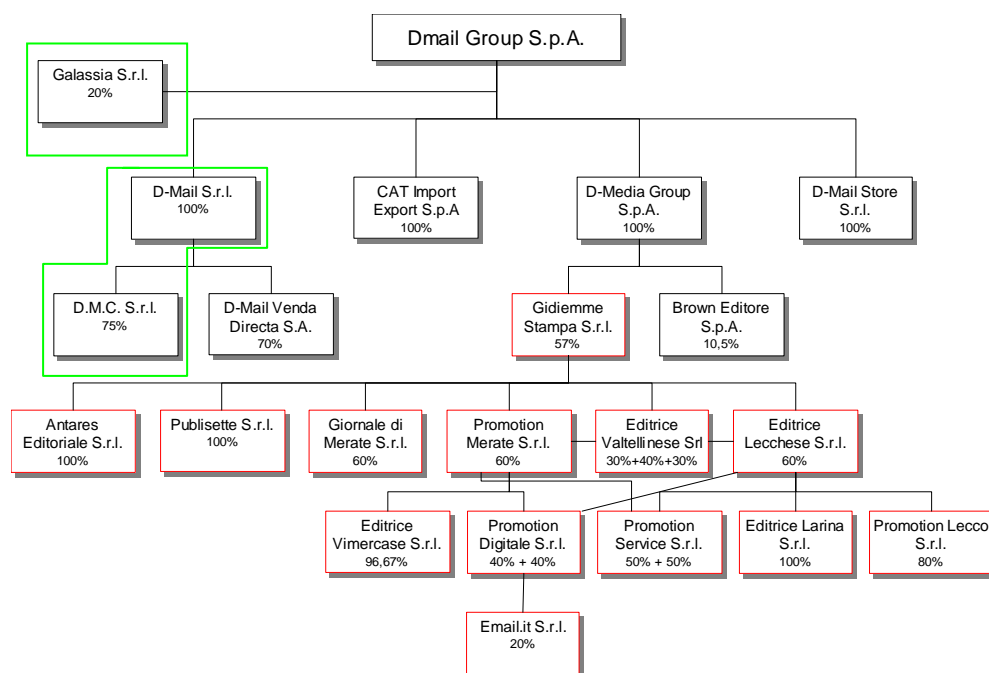 Dmail Group S.p.A.
Galassia S.r.l.
20%
D-Mail S.r.l.
100%
CAT Import
Export S.p.A
100%
D-Media Group
S.p.A.
100%
D-Mail Store
S.r.l.
100%
D.M.C. S.r.l.
75%
D-Mail Venda
Directa S.A.
70%
Gidiemme
Stampa S.r.l.
57%
Brown Editore
S.p.A.
10,5%
Antares
Editoriale S.r.l.
100%
Publisette S.r.l.
100%
Giornale di
Merate S.r.l.
60%
Promotion
Merate S.r.l.
60%
Editrice
Valtellinese Srl
30%+40%+30%
Editrice
Lecchese S.r.l.
60%
Editrice
Vimercase S.r.l.
96,67%
Promotion
Digitale S.r.l.
40% + 40%
Promotion
Service S.r.l.
50% + 50%
Editrice Larina
S.r.l.
100%
Promotion Lecco
S.r.l.
80%
Email.it S.r.l.
20%